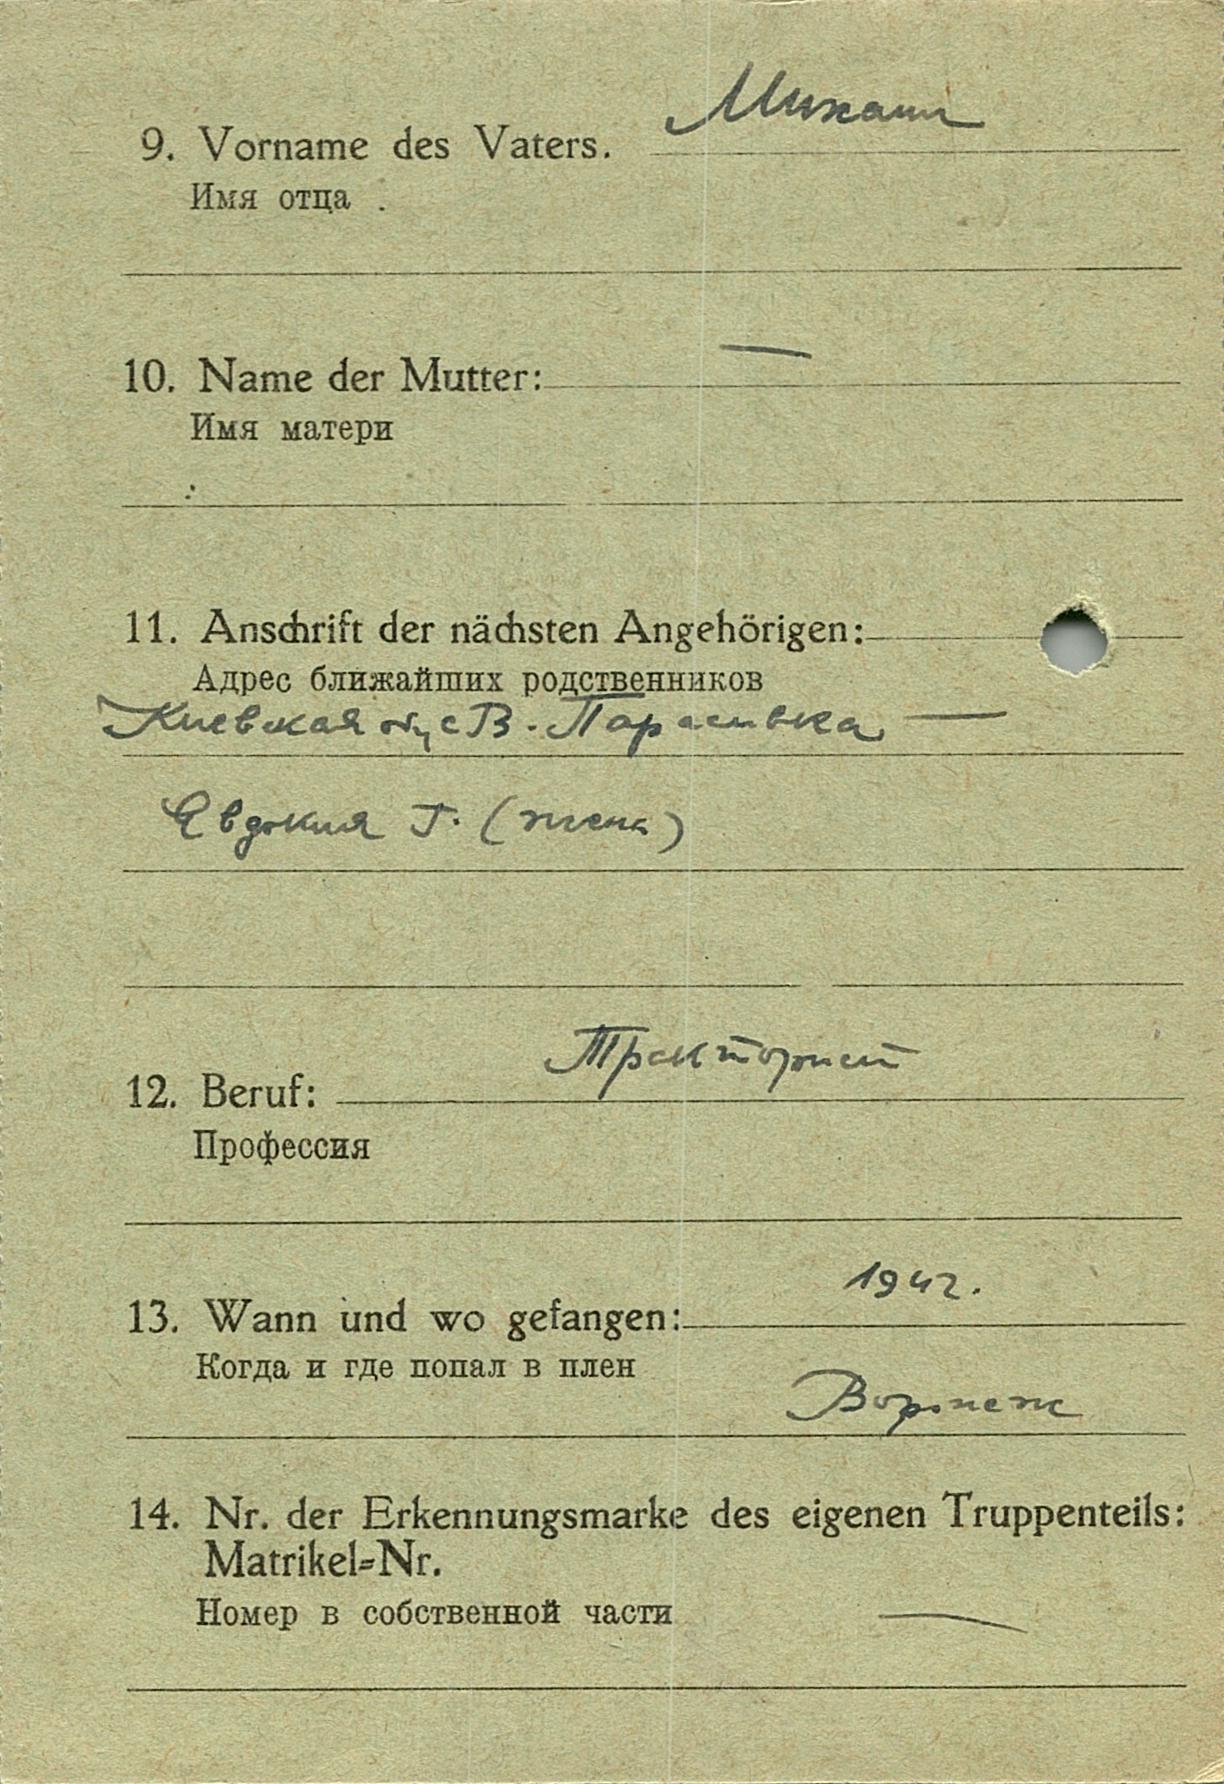 9. Vorname des Vaters. Михаил
Имя отца
10. Name der Mutter: —
Имя матери
11. Anschrift der nächsten Angehörigen:
Адрес ближайших родственников
Киевская обл с В. —
Евдокия Г. (жена)
12. Beruf: Тракторист
Профессия
13. Wann und wo gefangen: 1942.
Когда и где попал в плен
Воронеж
14. Nr. der Erkennungsmarke des eigenen Truppenteils:
Matrikel=Nr.
Номер в собственной части —